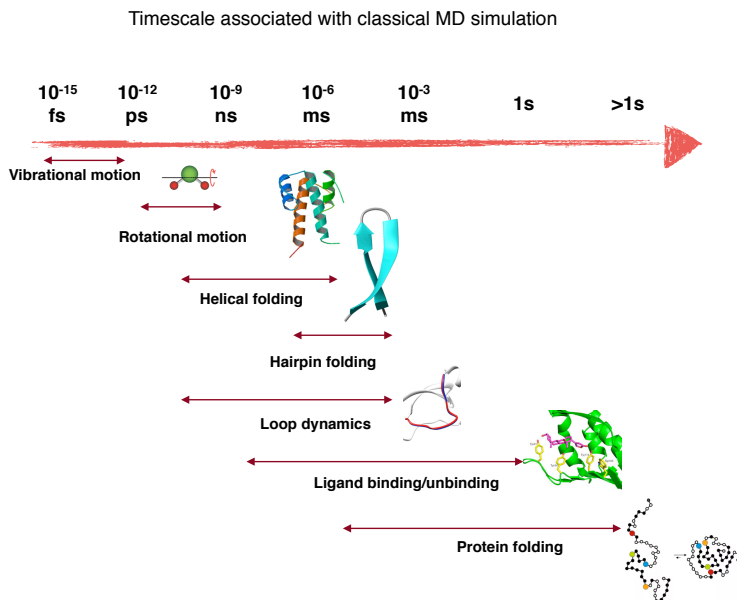 Timescale associated with classical MD simulation
10-15 10-12 10-9 10-6 10-3
fs ps ns ms ms 1s >1s
Vibrational motion
Rotational motion
Helical folding
Hairpin folding
Loop dynamics
Ligand binding/unbinding
Protein folding